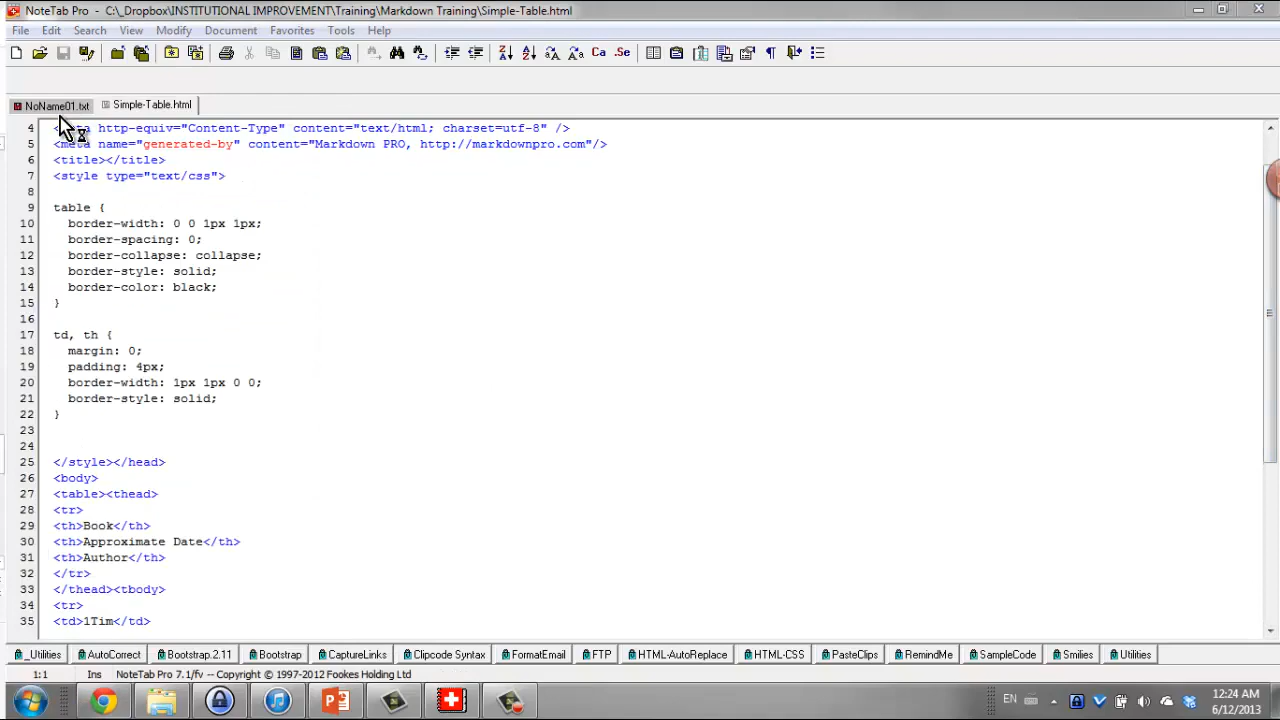 NoteTab Pro - C:\_Dropbox\INSTITUTIONAL IMPROVEMENT\Training\Markdown Training\Simple-Table.html
File Edit Search View Modify Document Favorites Tools Help
Ca .Se
NoName01.txt Simple-Table.html
4 http-equiv="Content-Type" content="text/html; charset=utf-8" />
5 <meta name="generated-by" content="Markdown PRO, http://markdownpro.com"/>
6 <title></title>
7 <style type="text/css">
8
9 table {
10 border-width: 0 0 1px 1px;
11 border-spacing: 0;
12 border-collapse: collapse;
13 border-style: solid;
14 border-color: black;
15 }
16
17 td, th {
18 margin: 0;
19 padding: 4px;
20 border-width: 1px 1px 0 0;
21 border-style: solid;
22 }
23
24
25 </style></head>
26 <body>
27 <table><thead>
28 <tr>
29 <th>Book</th>
30 <th>Approximate Date</th>
31 <th>Author</th>
32 </tr>
33 </thead><tbody>
34 <tr>
35 <td>1Tim</td>
_Utilities AutoCorrect Bootstrap.2.11 Bootstrap CaptureLinks Clipcode Syntax FormatEmail FTP HTML-AutoReplace HTML-CSS PasteClips RemindMe SampleCode Smilies Utilities
1:1 Ins NoteTab Pro 7.1/fv -- Copyright © 1997-2012 Fookes Holding Ltd
EN 12:24 AM
6/12/2013